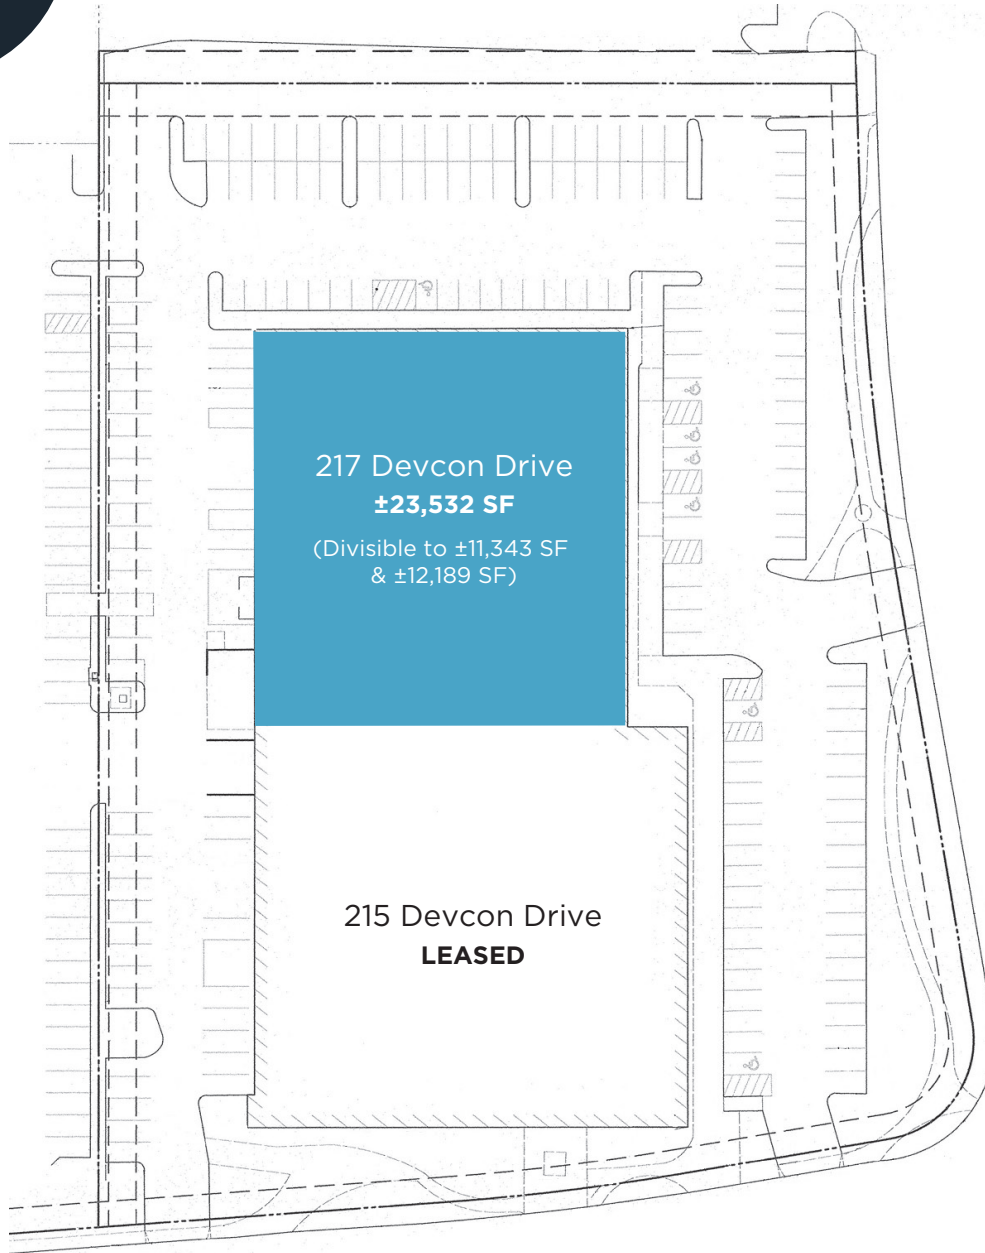 217 Devcon Drive
±23,532 SF
(Divisible to ±11,343 SF
& ±12,189 SF)
215 Devcon Drive
LEASED